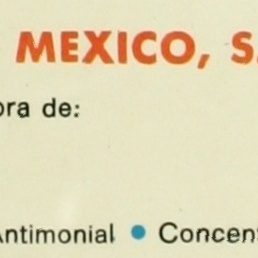 MEXICO, S
ora de:
Antimonial • Concen